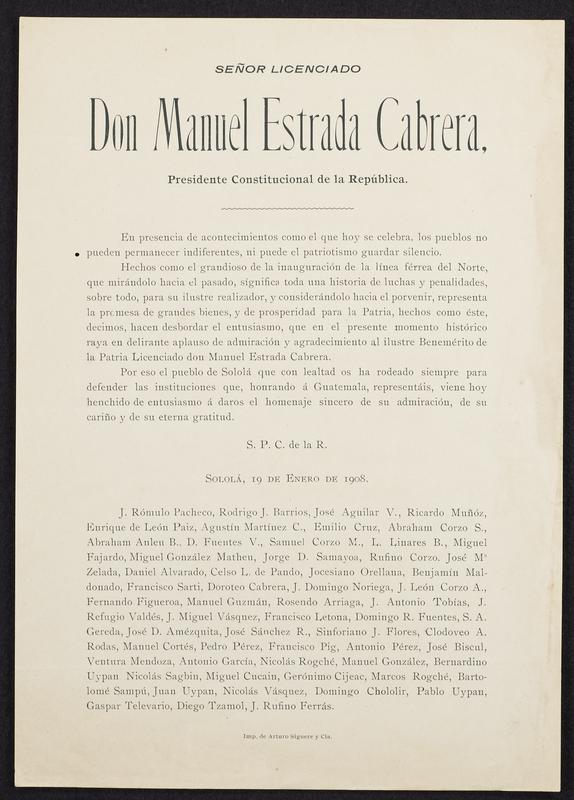 SEÑOR LICENCIADO
Don Manuel Estrada Cabrera,
Presidente Constitucional de la República.
En presencia de acontecimientos como el que hoy se celebra, los pueblos no
pueden permanecer indiferentes, ni puede el patriotismo guardar silencio.
Hechos como el grandioso de la inauguración de la línea férrea del Norte,
que mirándolo hacia el pasado, significa toda una historia de luchas y penalidades,
sobre todo, para su ilustre realizador, y considerándolo hacia el porvenir, representa
la promesa de grandes bienes, y de prosperidad para la Patria, hechos como éste,
decimos, hacen desbordar el entusiasmo, que en el presente momento histórico
raya en delirante aplauso de admiración y agradecimiento al ilustre Benemérito de
la Patria Licenciado don Manuel Estrada Cabrera.
Por eso el pueblo de Sololá que con lealtad os ha rodeado siempre para
defender las instituciones que, honrando á Guatemala, representáis, viene hoy
henchido de entusiasmo á daros el homenaje sincero de su admiración, de su
cariño y de su eterna gratitud.
S. P. C. de la R.
SOLOLÁ, 19 DE ENERO DE 1908.
J. Rómulo Pacheco, Rodrigo J. Barrios, José Aguilar V., Ricardo Muñóz,
Enrique de León Paiz, Agustín Martínez C., Emilio Cruz, Abraham Corzo S.,
Abraham Anleu B., D. Fuentes V., Samuel Corzo M., L. Linares B., Miguel
Fajardo, Miguel González Matheu, Jorge D. Samayoa, Rufino Corzo. José Mª
Zelada, Daniel Alvarado, Celso L. de Pando, Jocesiano Orellana, Benjamín Mal-
donado, Francisco Sarti, Doroteo Cabrera, J. Domingo Noriega, J. León Corzo A.,
Fernando Figueroa, Manuel Guzmán, Rosendo Arriaga, J. Antonio Tobías, J.
Refugio Valdés, J. Miguel Vásquez, Francisco Letona, Domingo R. Fuentes, S. A.
Gereda, José D. Amézquita, José Sánchez R., Sinforiano J. Flores, Clodoveo A.
Rodas, Manuel Cortés, Pedro Pérez, Francisco Pig, Antonio Pérez, José Biscul,
Ventura Mendoza, Antonio García, Nicolás Rogché, Manuel González, Bernardino
Uypan Nicolás Sagbin, Miguel Cucain, Gerónimo Cijeac, Marcos Rogché, Barto-
lomé Sampú, Juan Uypan, Nicolás Vásquez, Domingo Chololir, Pablo Uypan,
Gaspar Televario, Diego Tzamol, J. Rufino Ferrás.
Imp. de Arturo Siguere y Cía.